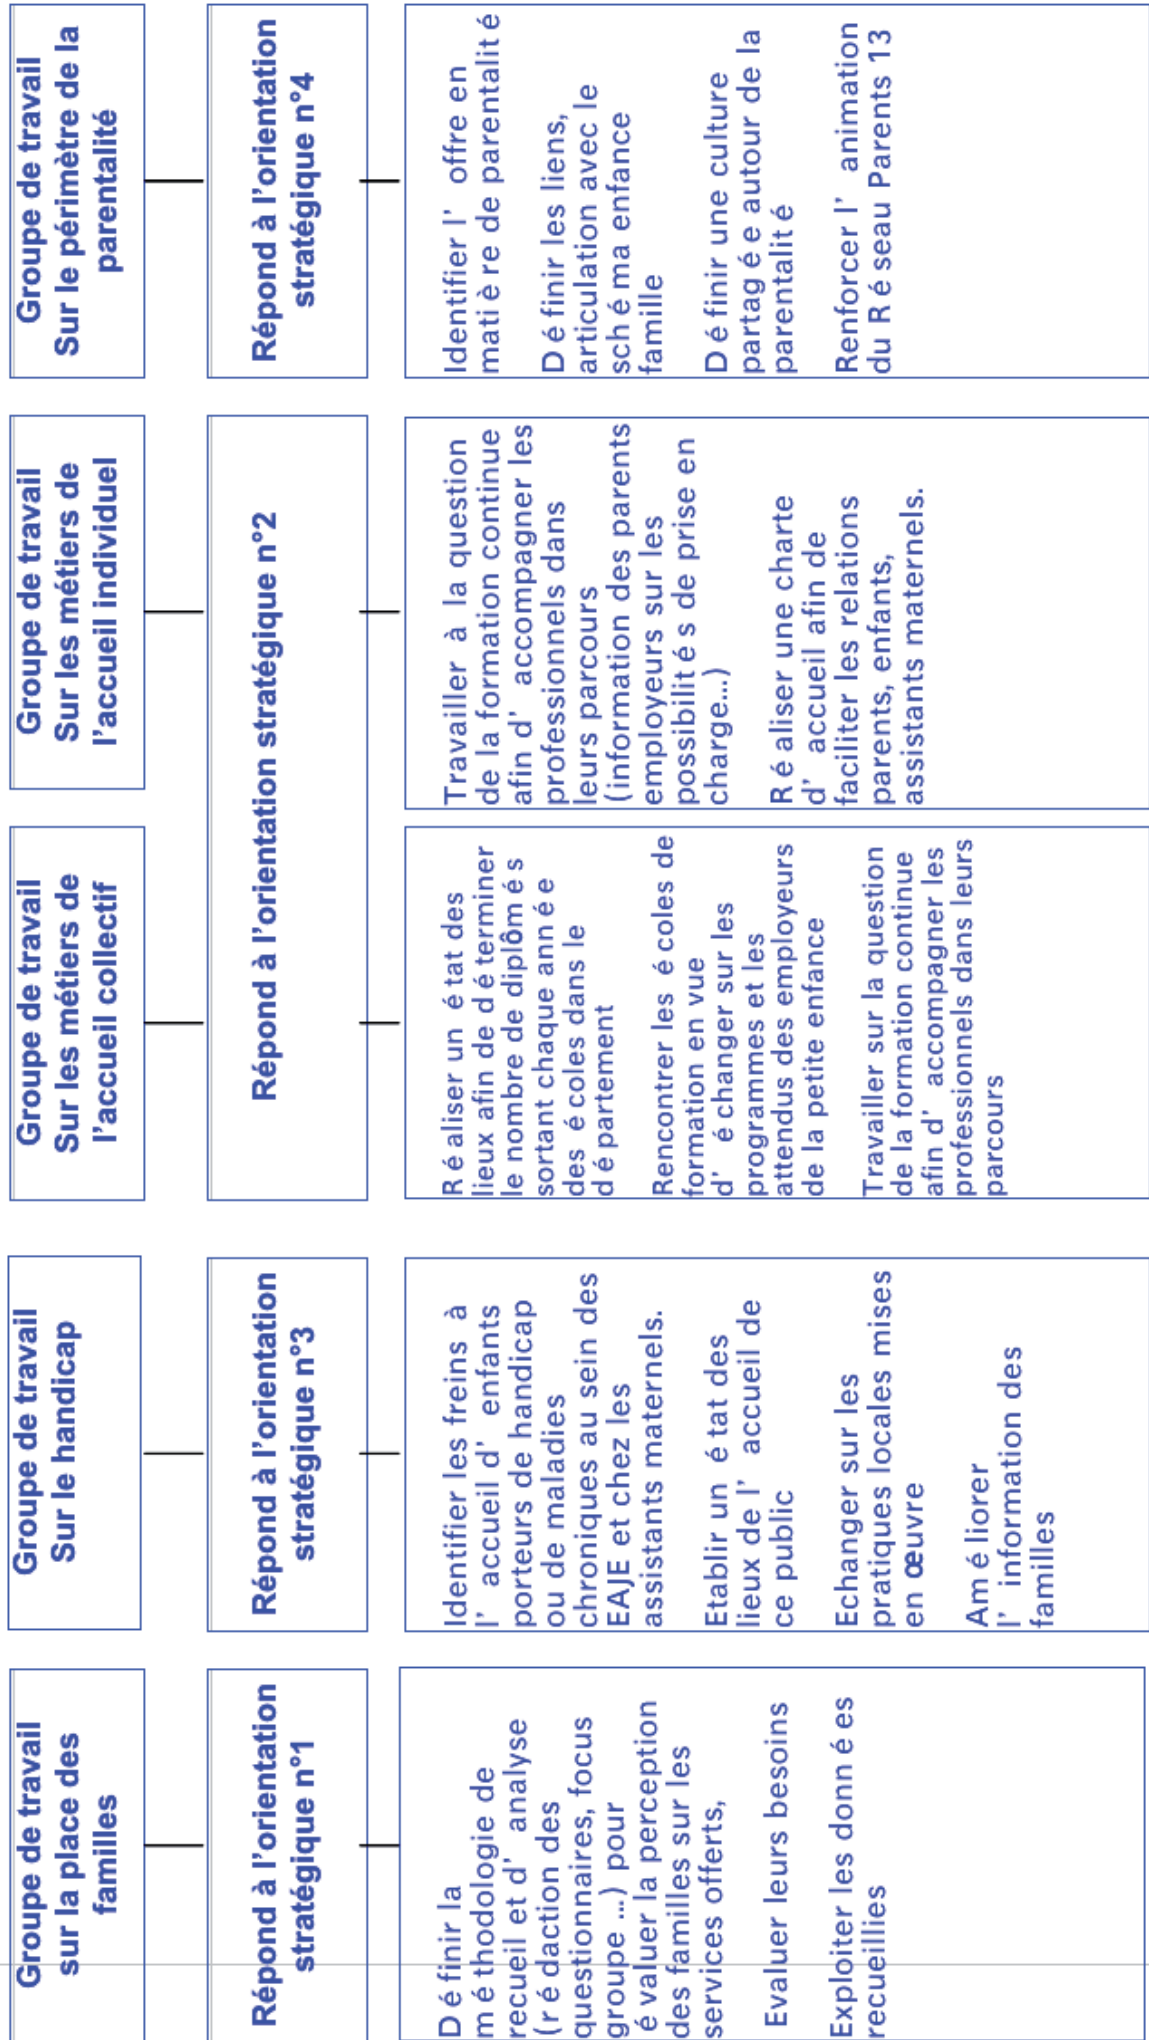 Groupe de travail
sur la place des
familles
Répond à l'orientation
stratégique n°1
Définir la
méthodologie de
recueil et d'analyse
(rédaction des
questionnaires, focus
groupe ...) pour
évaluer la perception
des familles sur les
services offerts,
Evaluer leurs besoins
Exploiter les données
recueillies
Groupe de travail
Sur le handicap
Répond à l'orientation
stratégique n°3
Identifier les freins à
l'accueil d'enfants
porteurs de handicap
ou de maladies
chroniques au sein des
EAJE et chez les
assistants maternels.
Etablir un état des
lieux de l'accueil de
ce public
Echanger sur les
pratiques locales mises
en œuvre
Améliorer
l'information des
familles
Groupe de travail
Sur les métiers de
l'accueil collectif
Groupe de travail
Sur les métiers de
l'accueil individuel
Répond à l'orientation stratégique n°2
Réaliser un état des
lieux afin de déterminer
le nombre de diplômés
sortant chaque année
des écoles dans le
département
Rencontrer les écoles de
formation en vue
d'échanger sur les
programmes et les
attendus des employeurs
de la petite enfance
Travailler sur la question
de la formation continue
afin d'accompagner les
professionnels dans leurs
parcours
Travailler à la question
de la formation continue
afin d'accompagner les
professionnels dans
leurs parcours
(information des parents
employeurs sur les
possibilités de prise en
charge...)
Réaliser une charte
d'accueil afin de
faciliter les relations
parents, enfants,
assistants maternels.
Groupe de travail
Sur le périmètre de la
parentalité
Répond à l'orientation
stratégique n°4
Identifier l'offre en
matière de parentalité
Définir les liens,
articulation avec le
schéma enfance
famille
Définir une culture
partagée autour de la
parentalité
Renforcer l'animation
du Réseau Parents 13